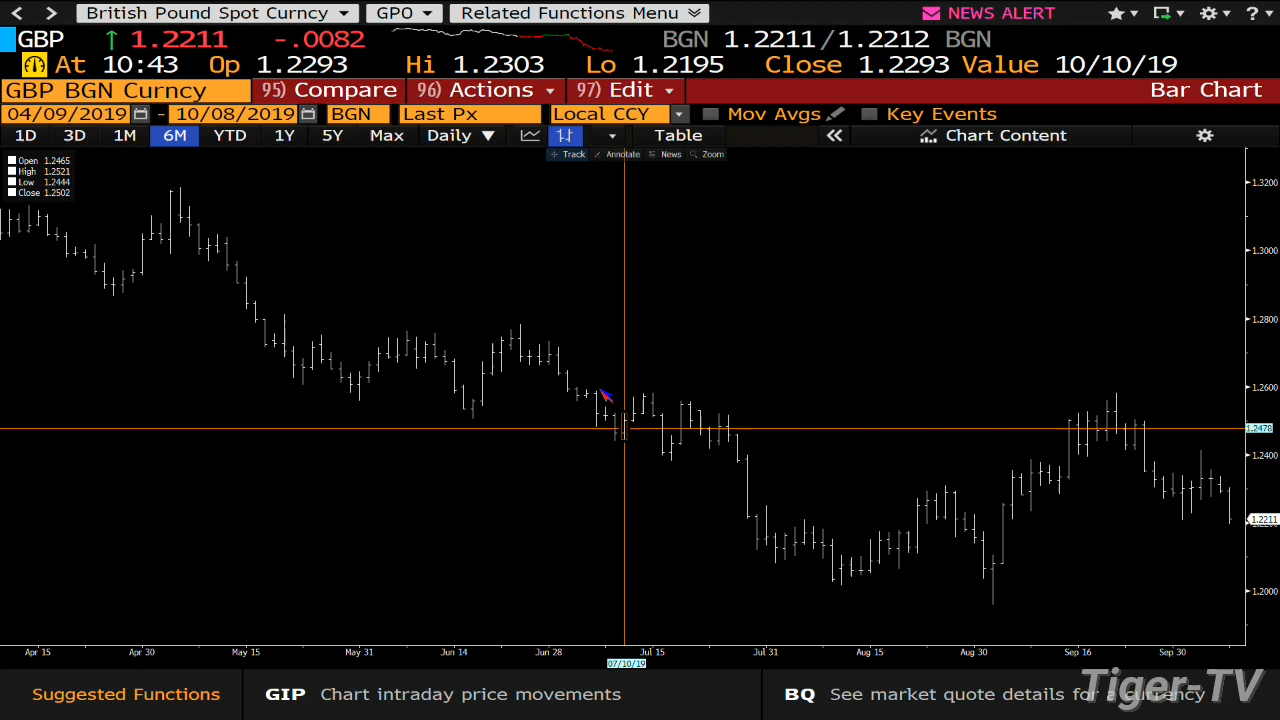 British Pound Spot Curncy GPO Related Functions Menu NEWS ALERT ?
GBP ↑ 1.2211 -.0082 BGN 1.2211/1.2212 BGN
At 10:43 Op 1.2293 Hi 1.2303 Lo 1.2195 Close 1.2293 Value 10/10/19
GBP BGN Curncy 95) Compare 96) Actions 97) Edit Bar Chart
04/09/2019 - 10/08/2019 BGN Last Px Local CCY Mov Avgs Key Events
1D 3D 1M 6M YTD 1Y 5Y Max Daily ▼ Table « Chart Content
Track Annotate News Zoom
Open 1.2465
High 1.2521
Low 1.2444
Close 1.2502
1.3200
1.3000
1.2800
1.2600
1.2478
1.2400
1.2211
1.2000
Apr 15 Apr 30 May 15 May 31 Jun 14 Jun 28 Jul 15 Jul 31 Aug 15 Aug 30 Sep 16 Sep 30
07/10/19
Suggested Functions GIP Chart intraday price movements BQ See market quote details for a currency
Tiger-TV